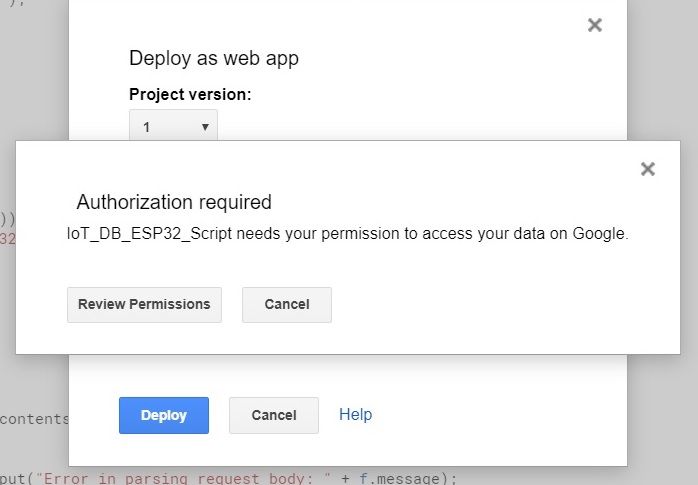 );
Deploy as web app
Project version:
1
Authorization required
))
32
IoT_DB_ESP32_Script needs your permission to access your data on Google.
Review Permissions Cancel
Deploy Cancel Help
contents
put("Error in parsing request body: " + f.message);